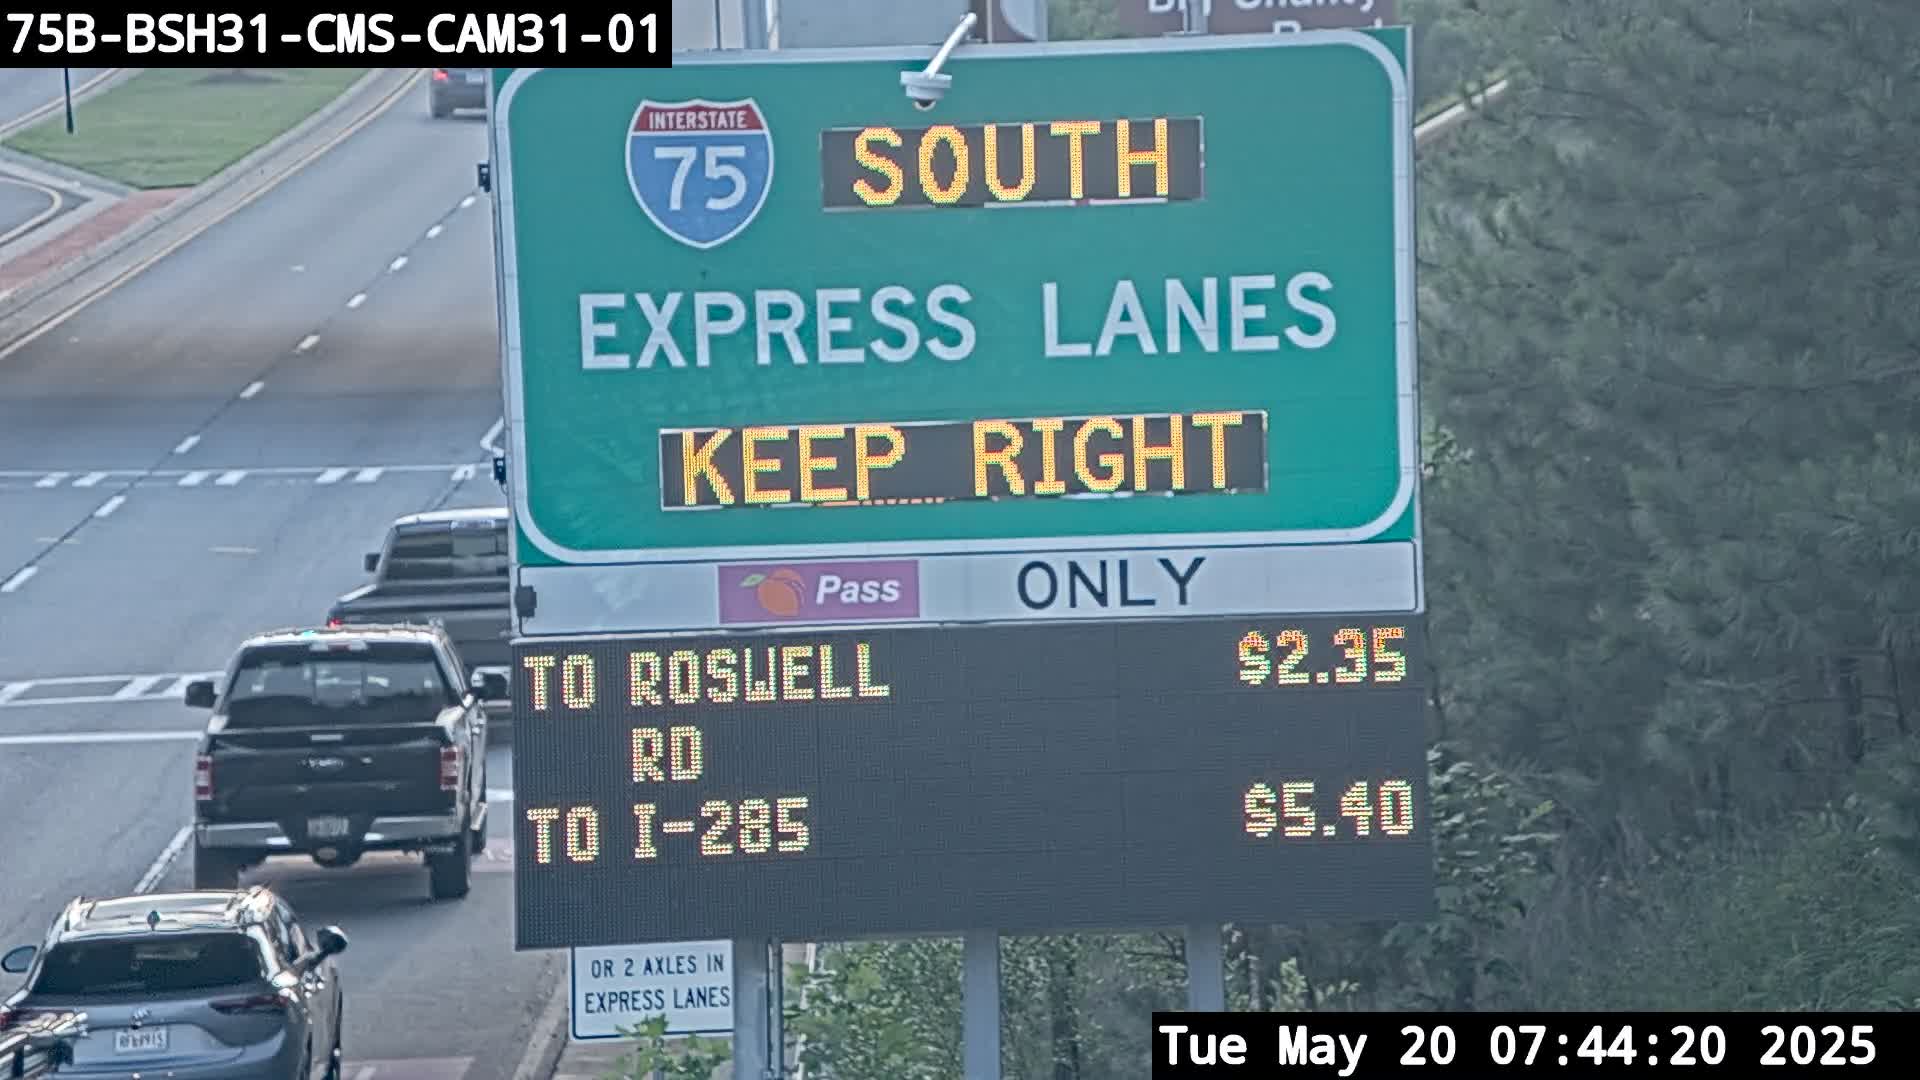 75B-BSH31-CMS-CAM31-01
INTERSTATE
75
SOUTH
EXPRESS LANES
KEEP RIGHT
Pass ONLY
TO ROSWELL $2.35
RD
TO I-285 $5.40
OR 2 AXLES IN
EXPRESS LANES
Tue May 20 07:44:20 2025